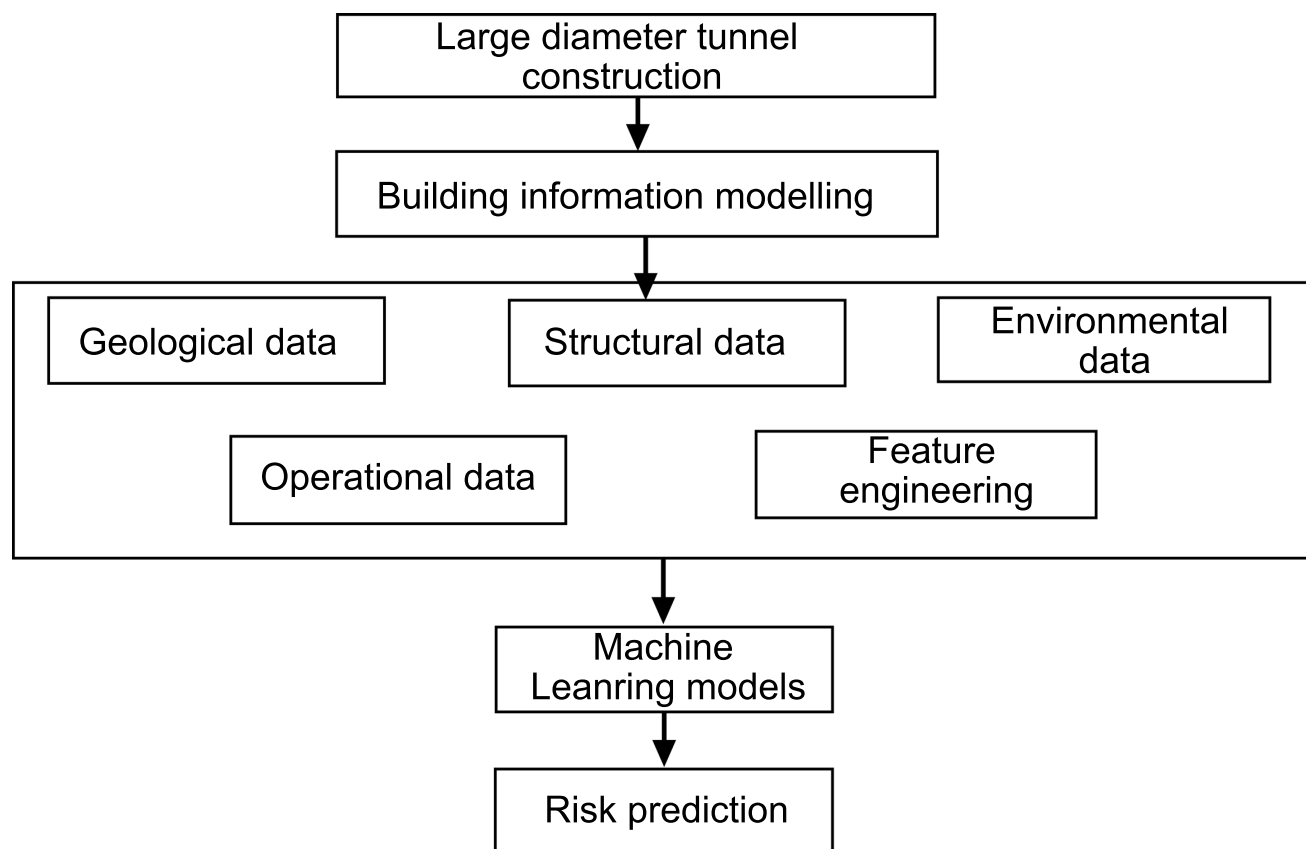 Large diameter tunnel
construction
Building information modelling
Geological data
Structural data
Environmental
data
Operational data
Feature
engineering
Machine
Leanring models
Risk prediction